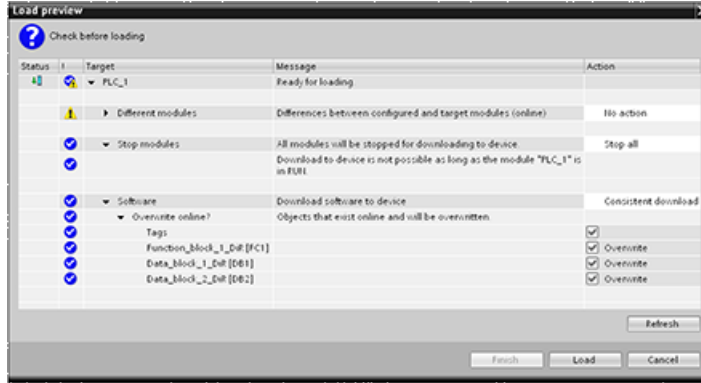 Load preview
Check before loading
Status ! Target Message Action
PLC_1 Ready for loading
Different modules Differences between configured and target modules (online) No action
Stop modules All modules will be stopped for downloading to device. Stop all
Download to device is not possible as long as the module "PLC_1" is
in RUN.
Software Download software to device Consistent download
Overwrite online? Objects that exist online and will be overwritten.
Tags
Function_block_1_Diff [FC1] Overwrite
Data_block_1_Diff [DB1] Overwrite
Data_block_2_Diff [DB2] Overwrite
Refresh
Finish Load Cancel